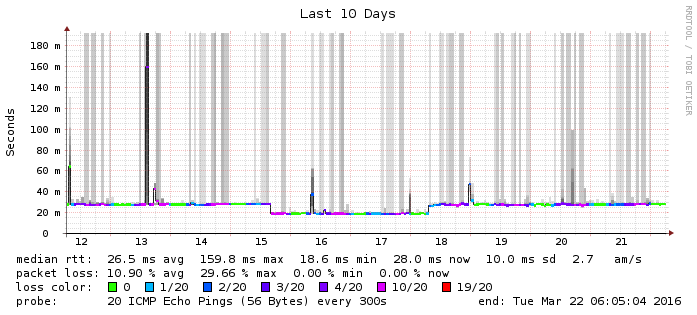 Last 10 Days
RRDTOOL / TOBI OETIKER
Seconds
180 m
160 m
140 m
120 m
100 m
80 m
60 m
40 m
20 m
0
12 13 14 15 16 17 18 19 20 21
median rtt: 26.5 ms avg 159.8 ms max 18.6 ms min 28.0 ms now 10.0 ms sd 2.7 am/s
packet loss: 10.90 % avg 29.66 % max 0.00 % min 0.00 % now
loss color: 0 1/20 2/20 3/20 4/20 10/20 19/20
probe: 20 ICMP Echo Pings (56 Bytes) every 300s end: Tue Mar 22 06:05:04 2016